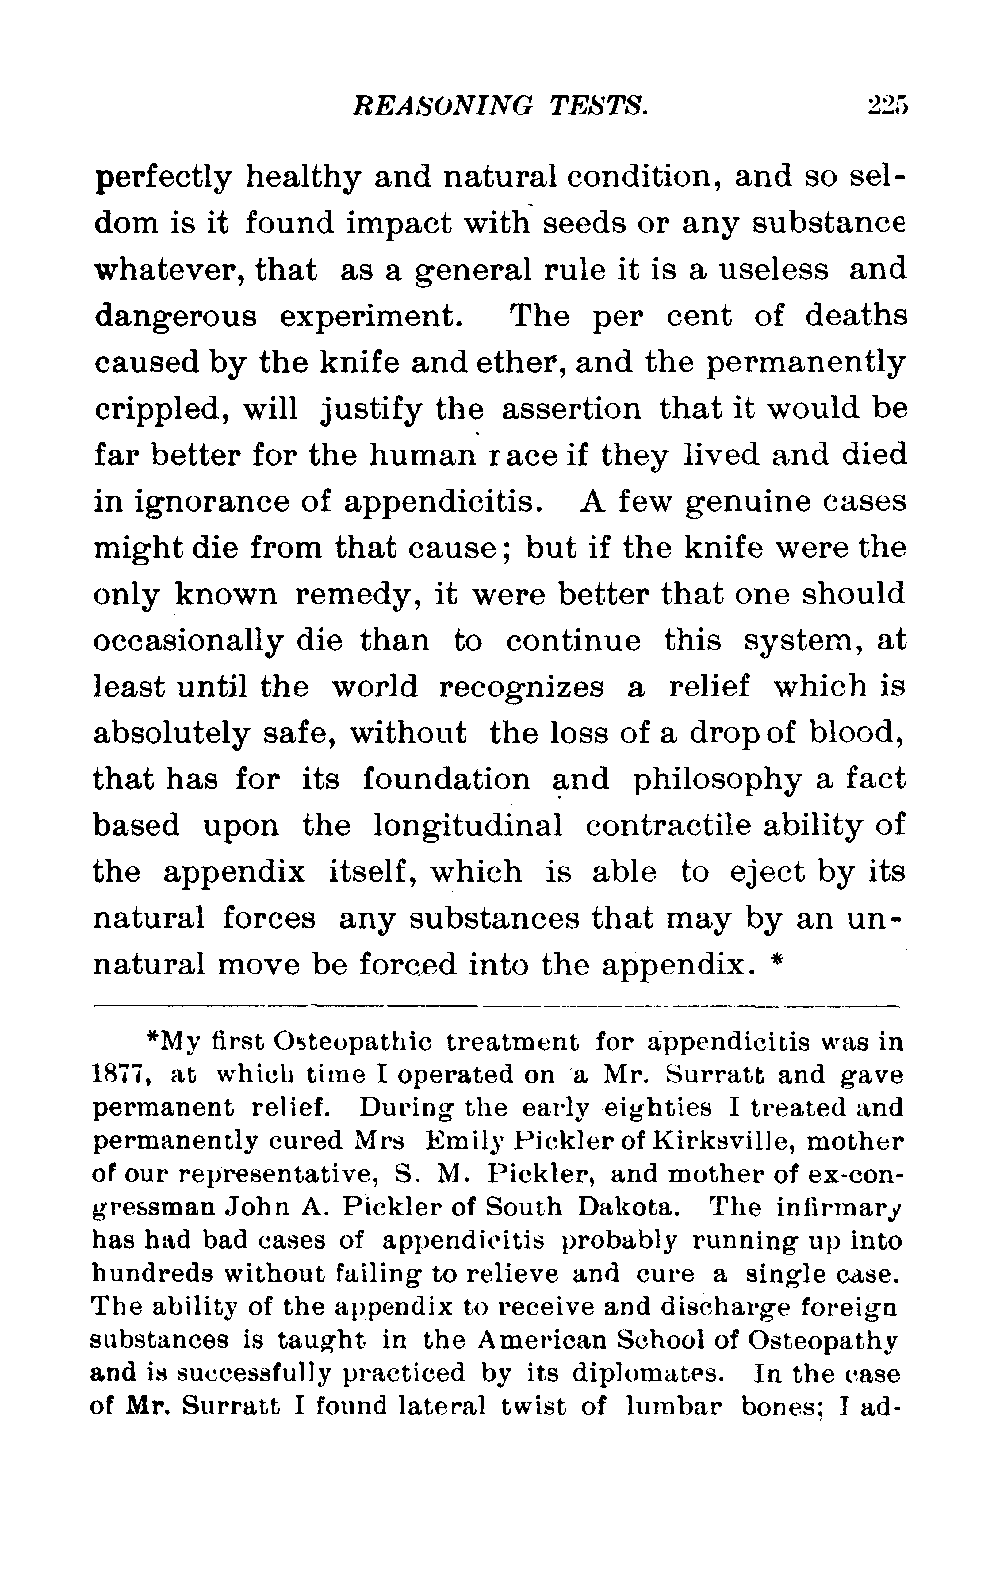 REASONING TESTS. 225
perfectly healthy and natural condition, and so sel-
dom is it found impact with seeds or any substance
whatever, that as a general rule it is a useless and
dangerous experiment. The per cent of deaths
caused by the knife and ether, and the permanently
crippled, will justify the assertion that it would be
far better for the human race if they lived and died
in ignorance of appendicitis. A few genuine cases
might die from that cause; but if the knife were the
only known remedy, it were better that one should
occasionally die than to continue this system, at
least until the world recognizes a relief which is
absolutely safe, without the loss of a drop of blood,
that has for its foundation and philosophy a fact
based upon the longitudinal contractile ability of
the appendix itself, which is able to eject by its
natural forces any substances that may by an un-
natural move be forced into the appendix. *
*My first Osteopathic treatment for appendicitis was in
1877, at which time I operated on a Mr. Surratt and gave
permanent relief. During the early eighties I treated and
permanently cured Mrs Emily Pickler of Kirksville, mother
of our representative, S. M. Pickler, and mother of ex-con-
gressman John A. Pickler of South Dakota. The infirmary
has had bad cases of appendicitis probably running up into
hundreds without failing to relieve and cure a single case.
The ability of the appendix to receive and discharge foreign
substances is taught in the American School of Osteopathy
and is successfully practiced by its diplomates. In the case
of Mr. Surratt I found lateral twist of lumbar bones; I ad-